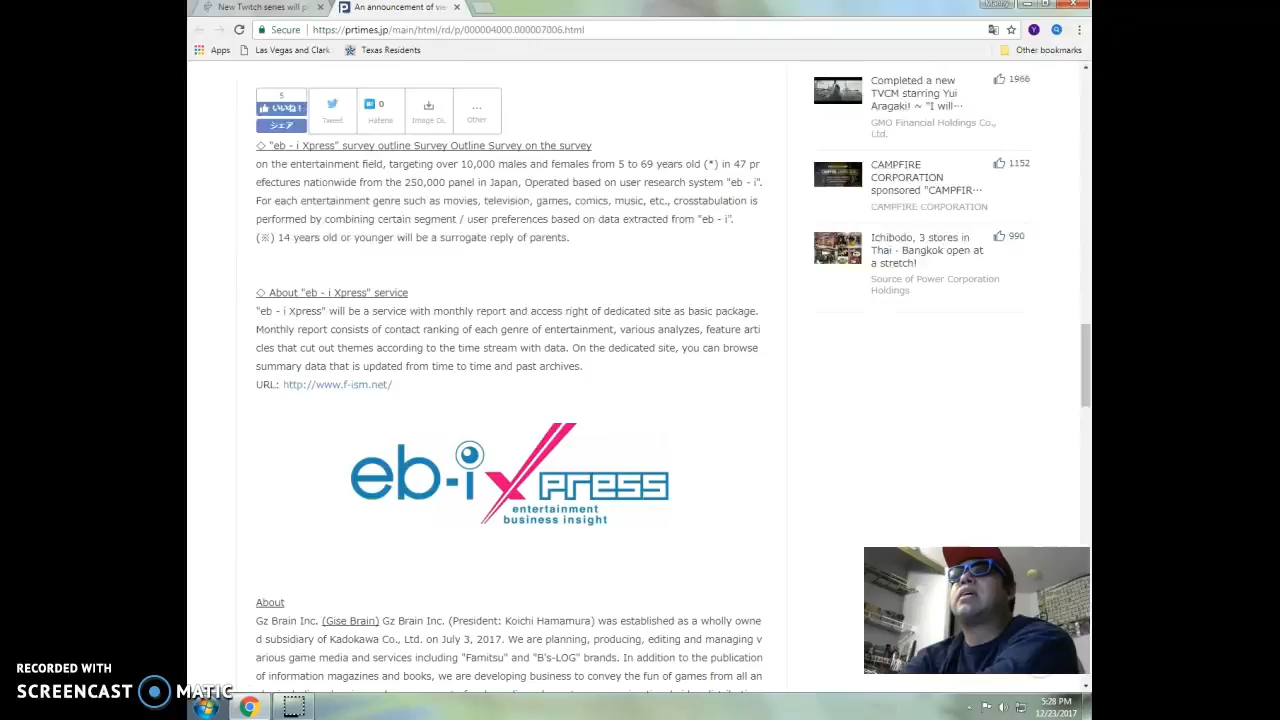 New Twitch series will p
An announcement of vie
Manny
Secure
https://prtimes.jp/main/html/rd/p/000004000.000007006.html
Apps
Las Vegas and Clark
Texas Residents
Other bookmarks
5
いいね！
シェア
Tweet
B! 0
Hatena
Image DL
...
Other
◇ "eb - i Xpress" survey outline Survey Outline Survey on the survey
on the entertainment field, targeting over 10,000 males and females from 5 to 69 years old (*) in 47 pr
efectures nationwide from the 250,000 panel in Japan, Operated based on user research system "eb - i".
For each entertainment genre such as movies, television, games, comics, music, etc., crosstabulation is
performed by combining certain segment / user preferences based on data extracted from "eb - i".
(※) 14 years old or younger will be a surrogate reply of parents.
◇ About "eb - i Xpress" service
"eb - i Xpress" will be a service with monthly report and access right of dedicated site as basic package.
Monthly report consists of contact ranking of each genre of entertainment, various analyzes, feature arti
cles that cut out themes according to the time stream with data. On the dedicated site, you can browse
summary data that is updated from time to time and past archives.
URL: http://www.f-ism.net/
eb-i xpress
entertainment
business insight
About
Gz Brain Inc. (Gise Brain) Gz Brain Inc. (President: Koichi Hamamura) was established as a wholly owne
d subsidiary of Kadokawa Co., Ltd. on July 3, 2017. We are planning, producing, editing and managing v
arious game media and services including "Famitsu" and "B's-LOG" brands. In addition to the publication
of information magazines and books, we are developing business to convey the fun of games from all an
Completed a new
TVCM starring Yui
Aragaki! ~ "I will…
1966
GMO Financial Holdings Co.,
Ltd.
CAMPFIRE
CORPORATION
sponsored "CAMPFIR…
1152
CAMPFIRE CORPORATION
Ichibodo, 3 stores in
Thai · Bangkok open at
a stretch!
990
Source of Power Corporation
Holdings
RECORDED WITH
SCREENCAST MATIC
5:28 PM
12/23/2017